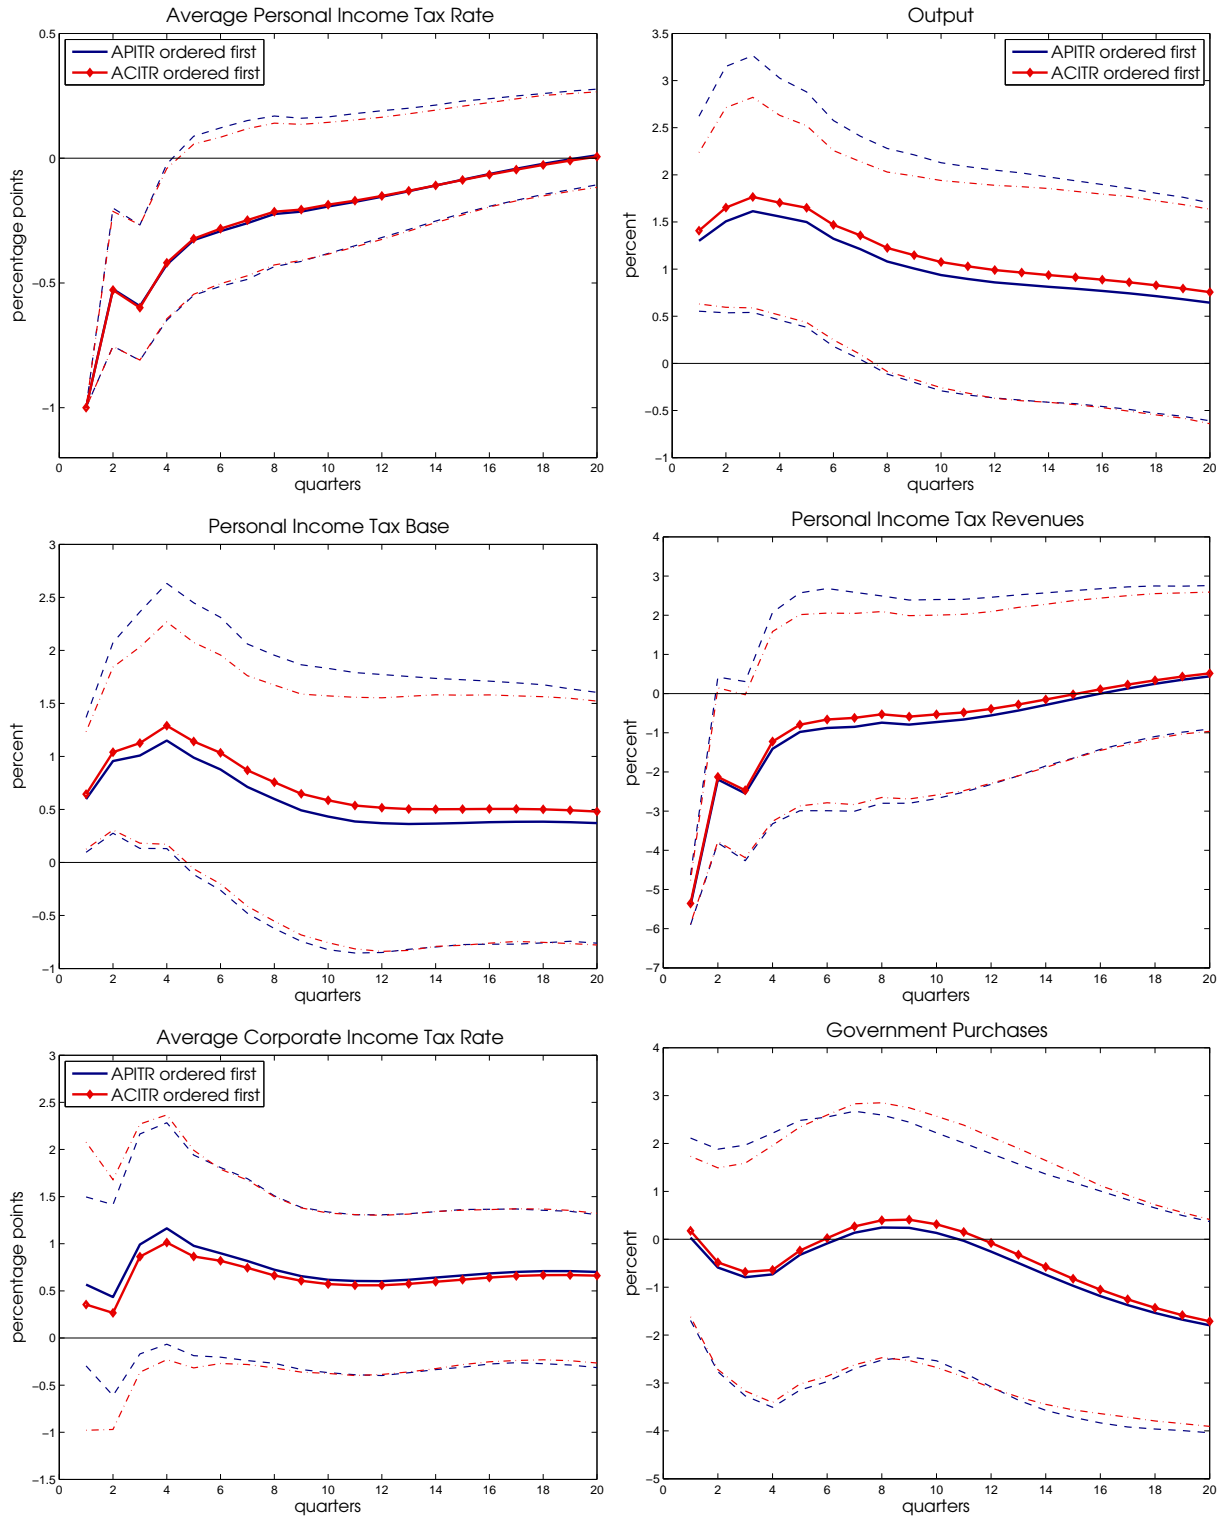 Average Personal Income Tax Rate
APITR ordered first
ACITR ordered first
percentage points
0.5
0
−0.5
−1
0 2 4 6 8 10 12 14 16 18 20
quarters
Output
APITR ordered first
ACITR ordered first
percent
3.5
3
2.5
2
1.5
1
0.5
0
−0.5
−1
0 2 4 6 8 10 12 14 16 18 20
quarters
Personal Income Tax Base
percent
3
2.5
2
1.5
1
0.5
0
−0.5
−1
0 2 4 6 8 10 12 14 16 18 20
quarters
Personal Income Tax Revenues
percent
4
3
2
1
0
−1
−2
−3
−4
−5
−6
−7
0 2 4 6 8 10 12 14 16 18 20
quarters
Average Corporate Income Tax Rate
APITR ordered first
ACITR ordered first
percentage points
3
2.5
2
1.5
1
0.5
0
−0.5
−1
−1.5
0 2 4 6 8 10 12 14 16 18 20
quarters
Government Purchases
percent
4
3
2
1
0
−1
−2
−3
−4
−5
0 2 4 6 8 10 12 14 16 18 20
quarters